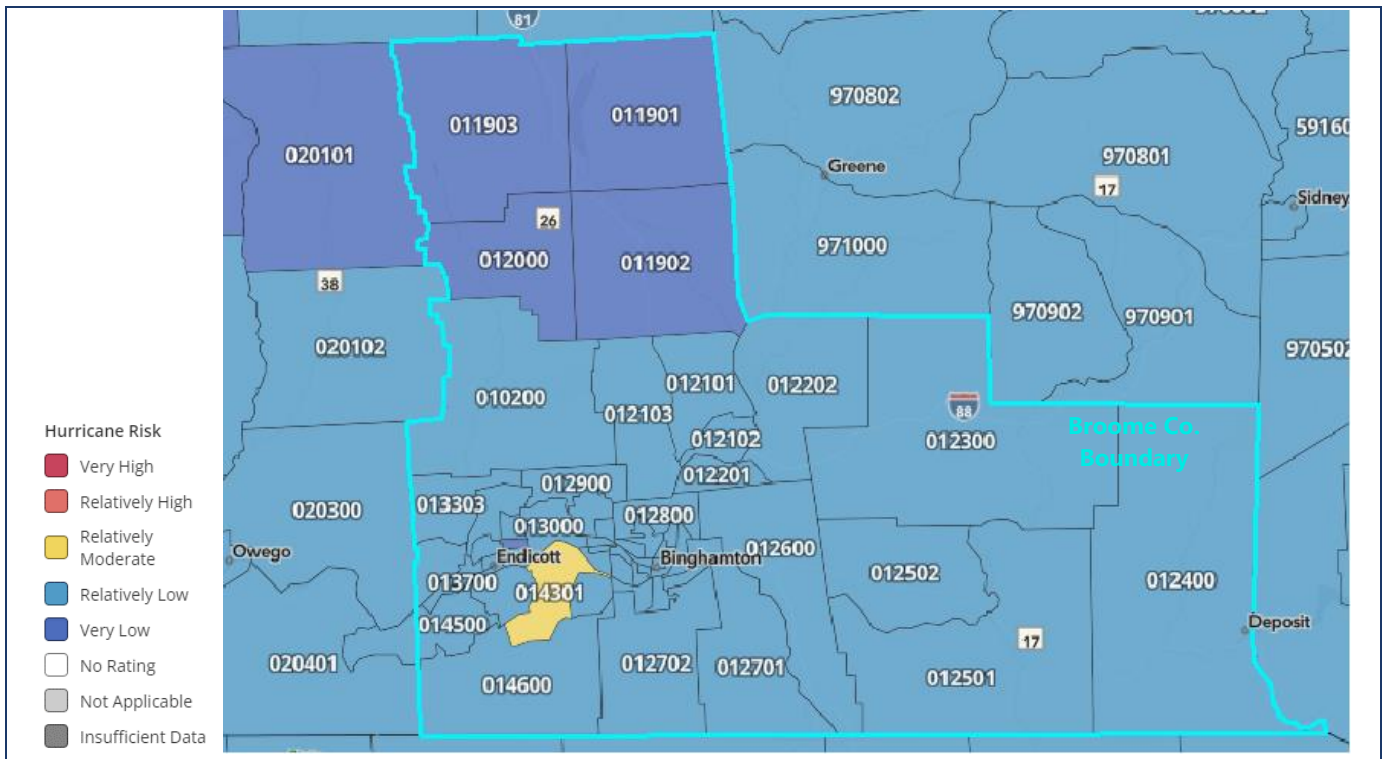 81
970802
011901
011903
59160
020101
970801
Greene
17
Sidney
26
971000
012000
011902
38
970902
970901
020102
970502
012101
012202
010200
012103
88
Broome Co.
Boundary
012102
012300
Hurricane Risk
Very High
Relatively High
Relatively
Moderate
Relatively Low
Very Low
No Rating
Not Applicable
Insufficient Data
012201
012900
013303
020300
012800
013000
Owego
Endicott
Binghamton
012600
012502
013700
014301
012400
014500
Deposit
17
020401
012702
012701
012501
014600